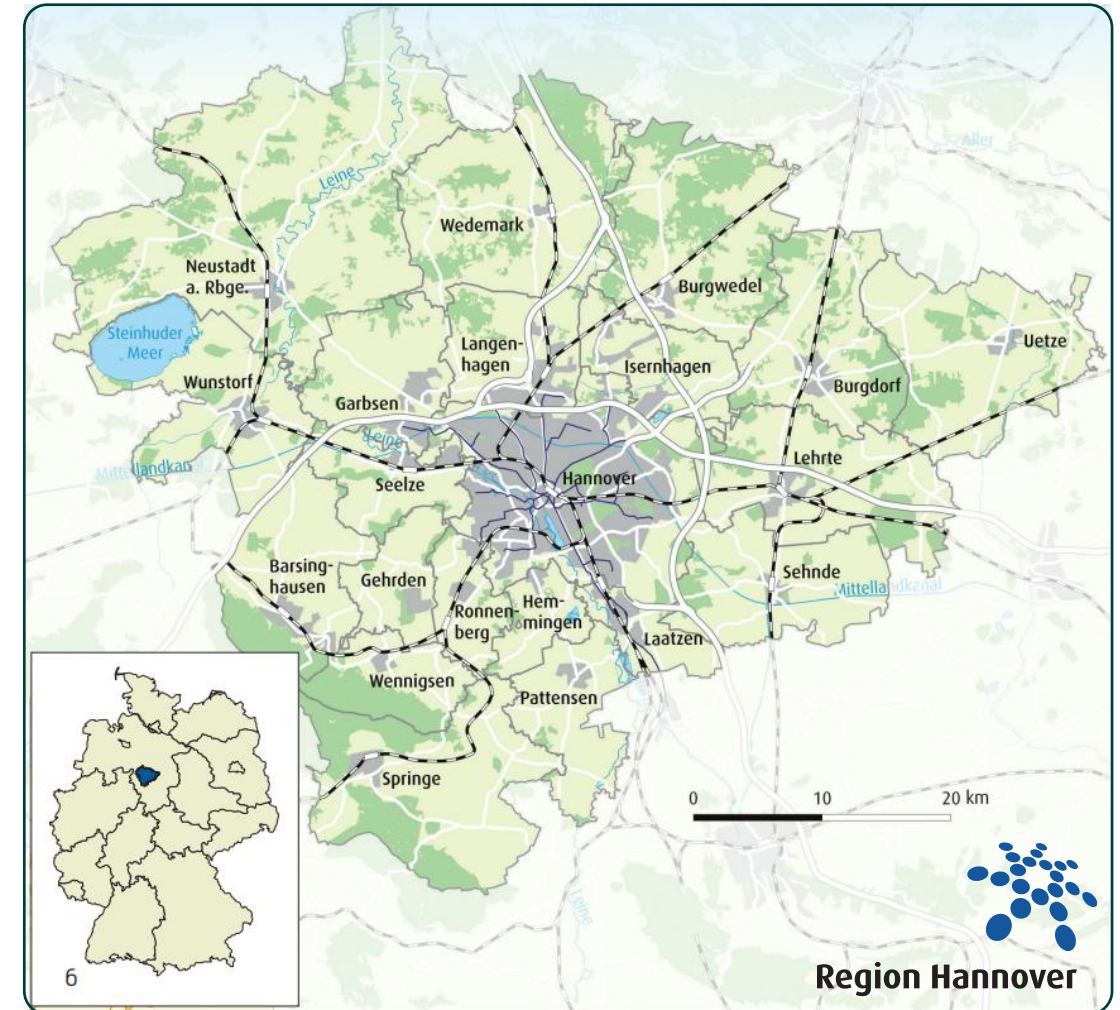 Aller
Aller
Leine
Wedemark
Neustadt
a. Rbge.
Burgwedel
Steinhuder
Meer
Langen-
hagen
Uetze
Isernhagen
Wunstorf
Burgdorf
Garbsen
Leine
Lehrte
Mittellandkanal
Hannover
Seelze
Barsing-
hausen
Gehrden
Sehnde
Mittellandkanal
Ronnen-
berg
Hem-
mingen
Laatzen
Wennigsen
Pattensen
Springe
0 10 20 km
Leine
6
Region Hannover